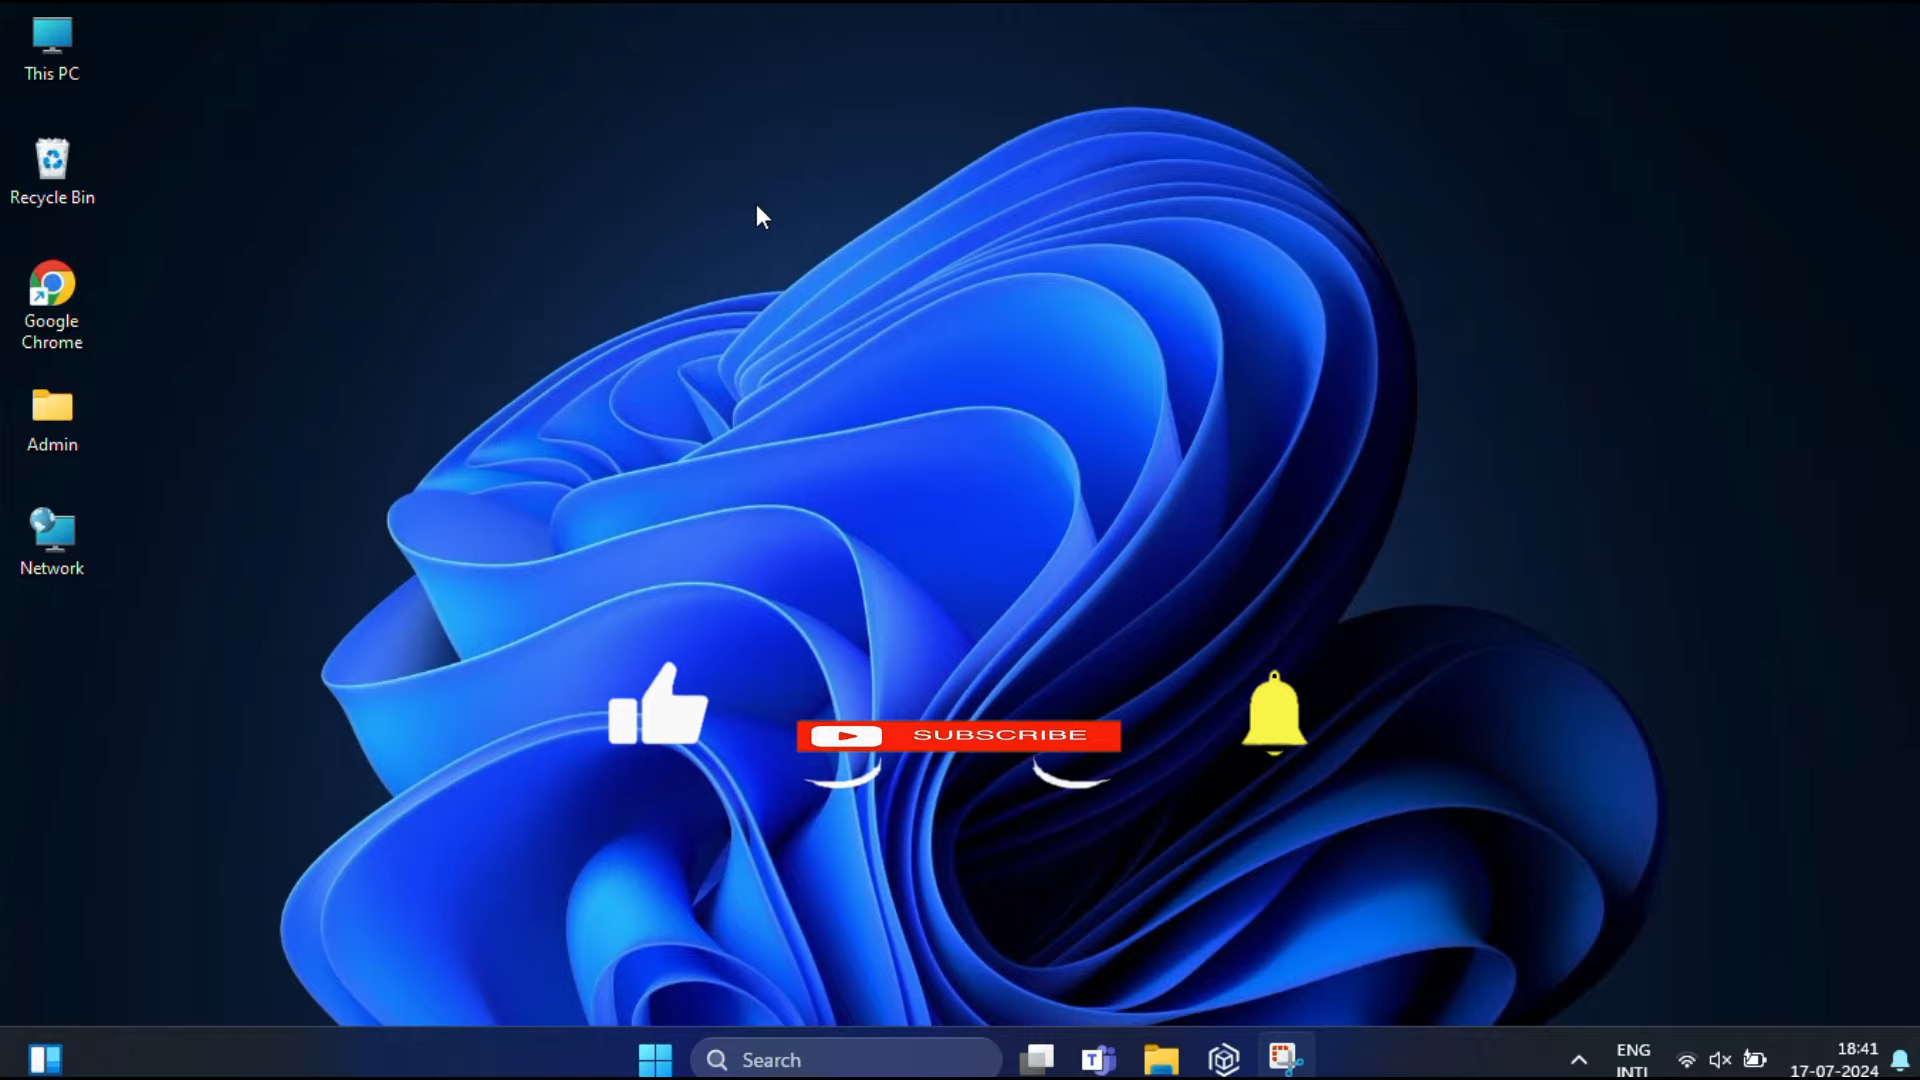 This PC
Recycle Bin
Google
Chrome
Admin
Network
SUBSCRIBE
Search
ENG
INTL
18:41
17-07-2024